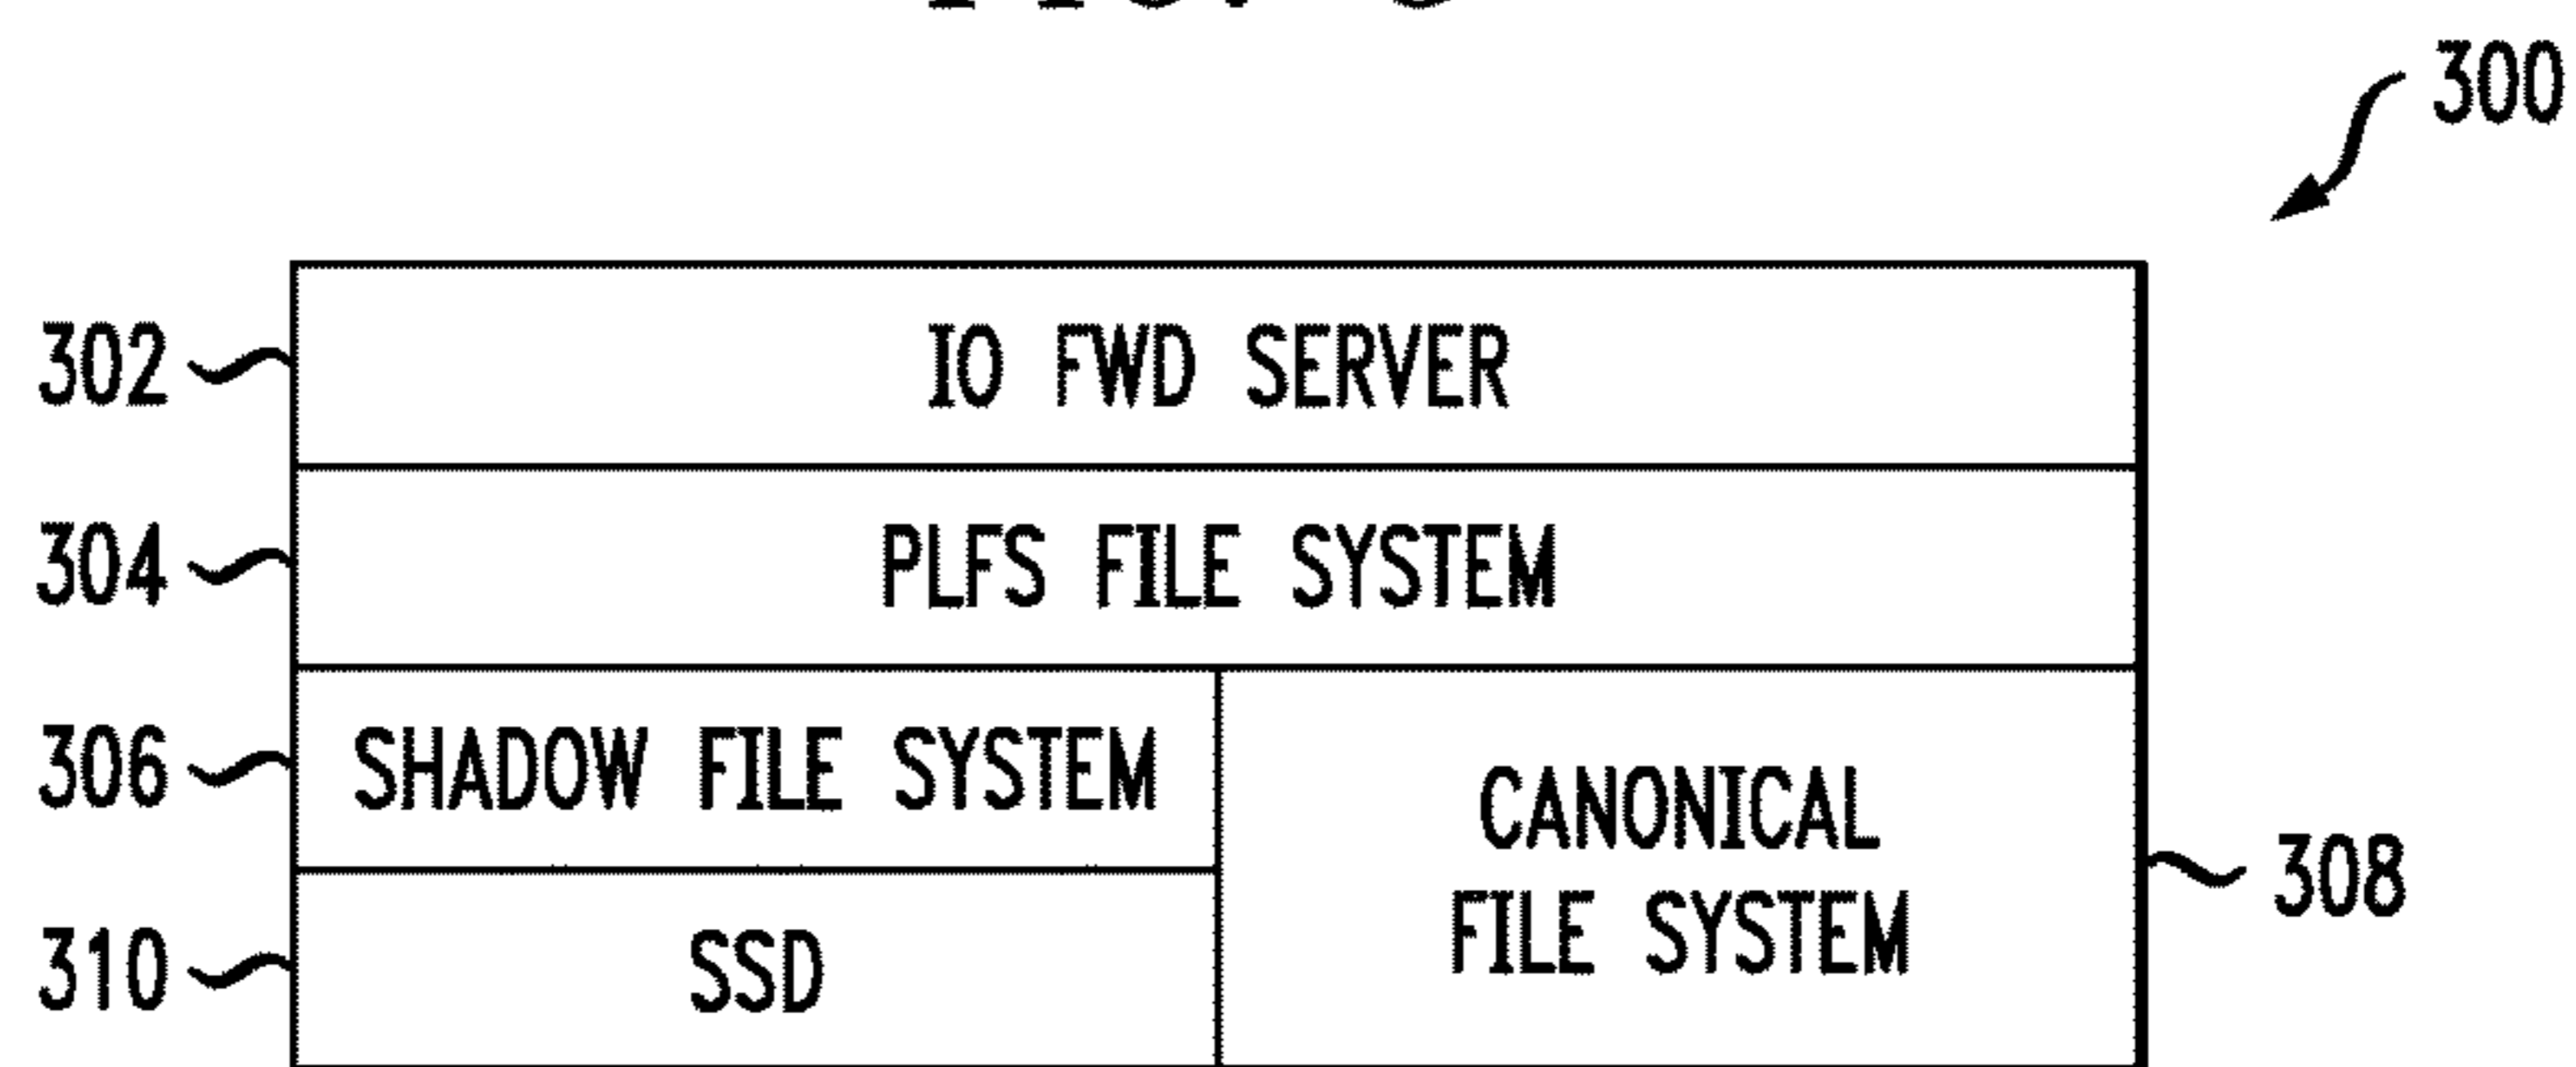 300
302
IO FWD SERVER
304
PLFS FILE SYSTEM
306
SHADOW FILE SYSTEM
CANONICAL
FILE SYSTEM
308
310
SSD